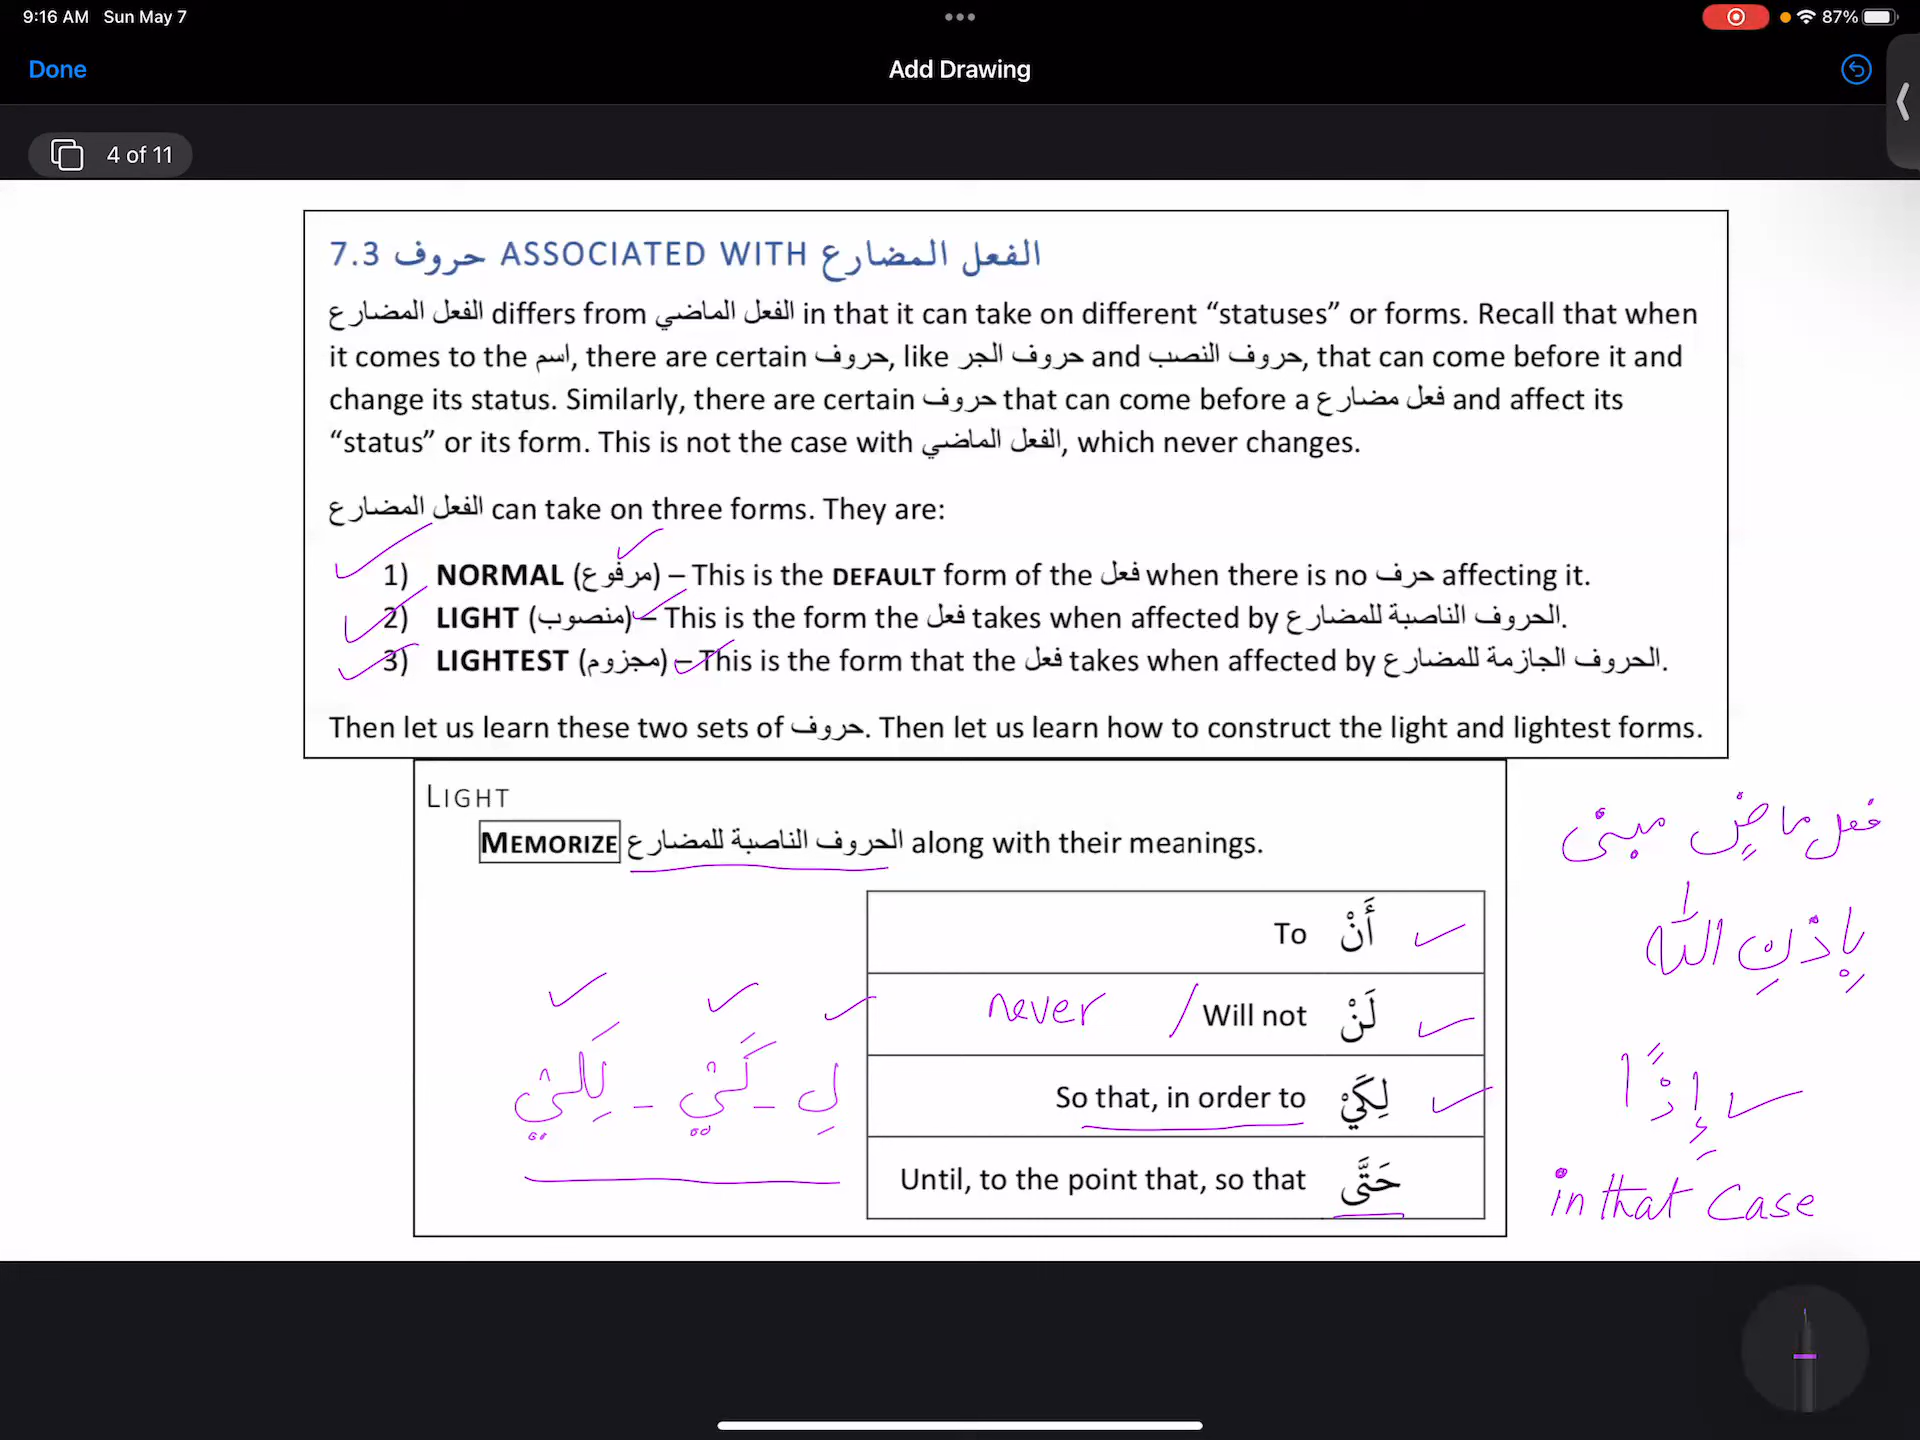 9:16 AM Sun May 7
87%
Done
Add Drawing
4 of 11
7.3 حروف ASSOCIATED WITH الفعل المضارع
الفعل المضارع differs from الفعل الماضي in that it can take on different “statuses” or forms. Recall that when
it comes to the اسم, there are certain حروف, like حروف الجر and حروف النصب, that can come before it and
change its status. Similarly, there are certain حروف that can come before a فعل مضارع and affect its
“status” or its form. This is not the case with الفعل الماضي, which never changes.
الفعل المضارع can take on three forms. They are:
1) NORMAL (مرفوع) – This is the DEFAULT form of the فعل when there is no حرف affecting it.
2) LIGHT (منصوب) – This is the form the فعل takes when affected by الحروف الناصبة للمضارع.
3) LIGHTEST (مجزوم) – This is the form that the فعل takes when affected by الحروف الجازمة للمضارع.
Then let us learn these two sets of حروف. Then let us learn how to construct the light and lightest forms.
LIGHT
MEMORIZE الحروف الناصبة للمضارع along with their meanings.
To أَنْ
never / Will not لَنْ
So that, in order to لِكَيْ
Until, to the point that, so that حَتَّى
لِ - كَيْ - لِكَيْ
فعل ماضٍ مبني
بِإِذْنِ اللّٰه
إِذًا
in that case